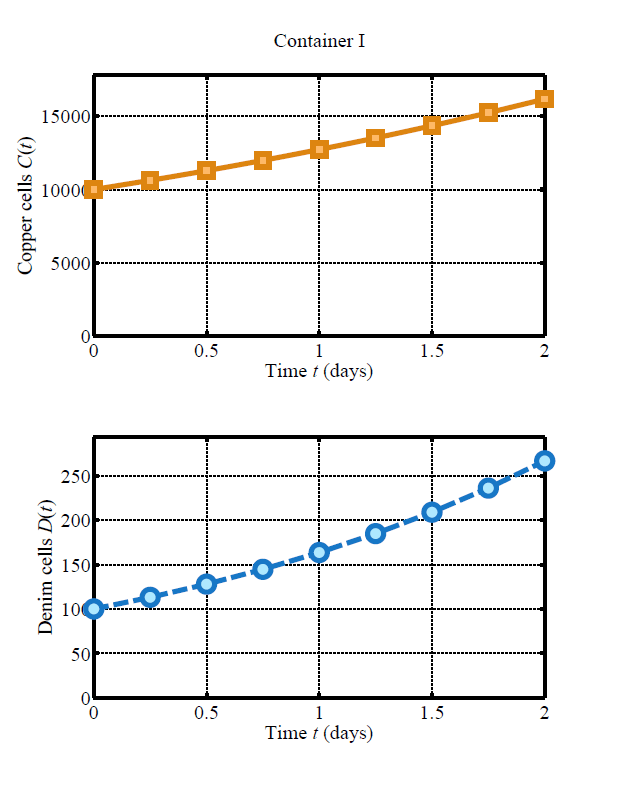 Container I
Copper cells C(t)
15000
10000
5000
0
0 0.5 1 1.5 2
Time t (days)
Denim cells D(t)
250
200
150
100
50
0
0 0.5 1 1.5 2
Time t (days)